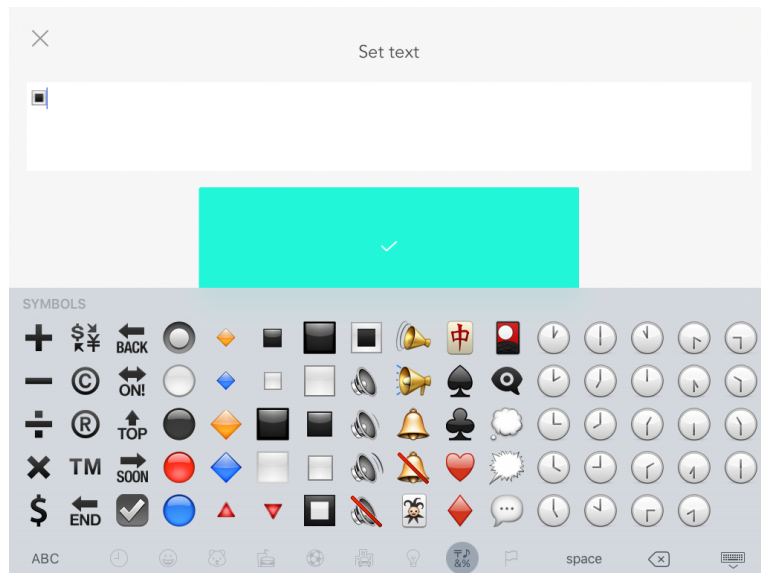 Set text
SYMBOLS
$ ¥ BACK 中
© ON!
® TOP
TM SOON
$ END
ABC &% space